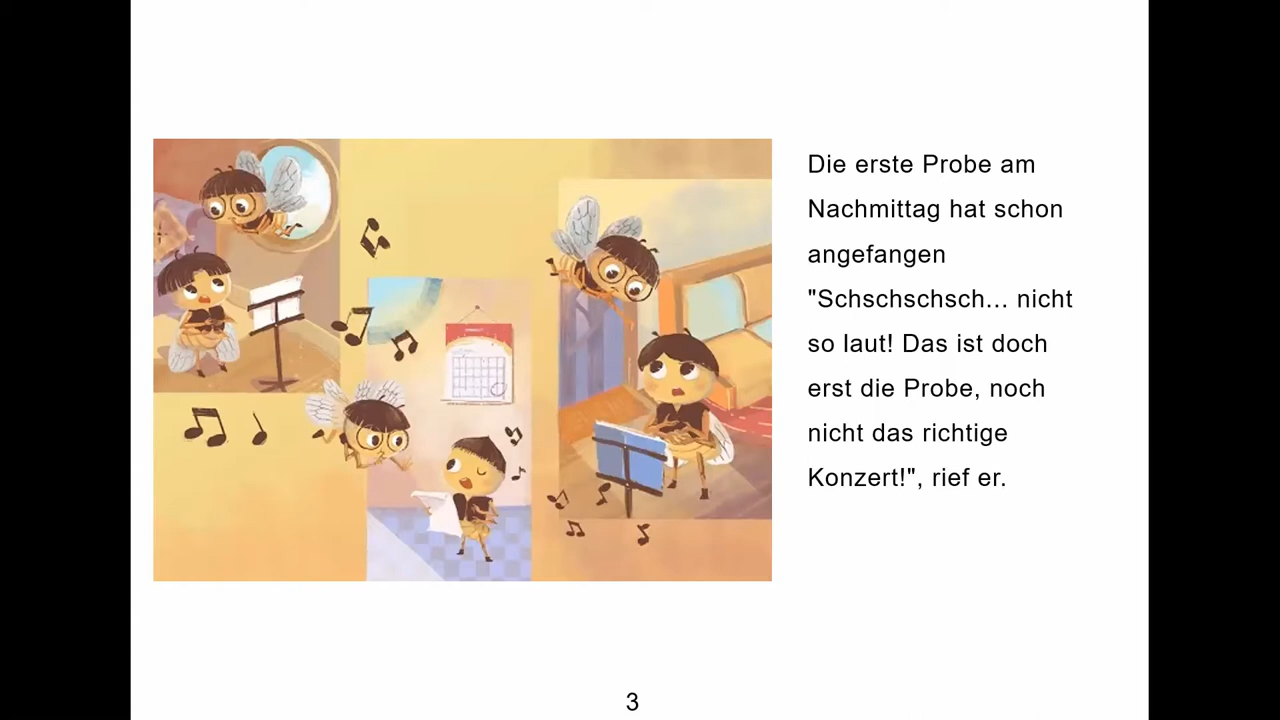 Die erste Probe am
Nachmittag hat schon
angefangen
"Schschschsch... nicht
so laut! Das ist doch
erst die Probe, noch
nicht das richtige
Konzert!", rief er.
3